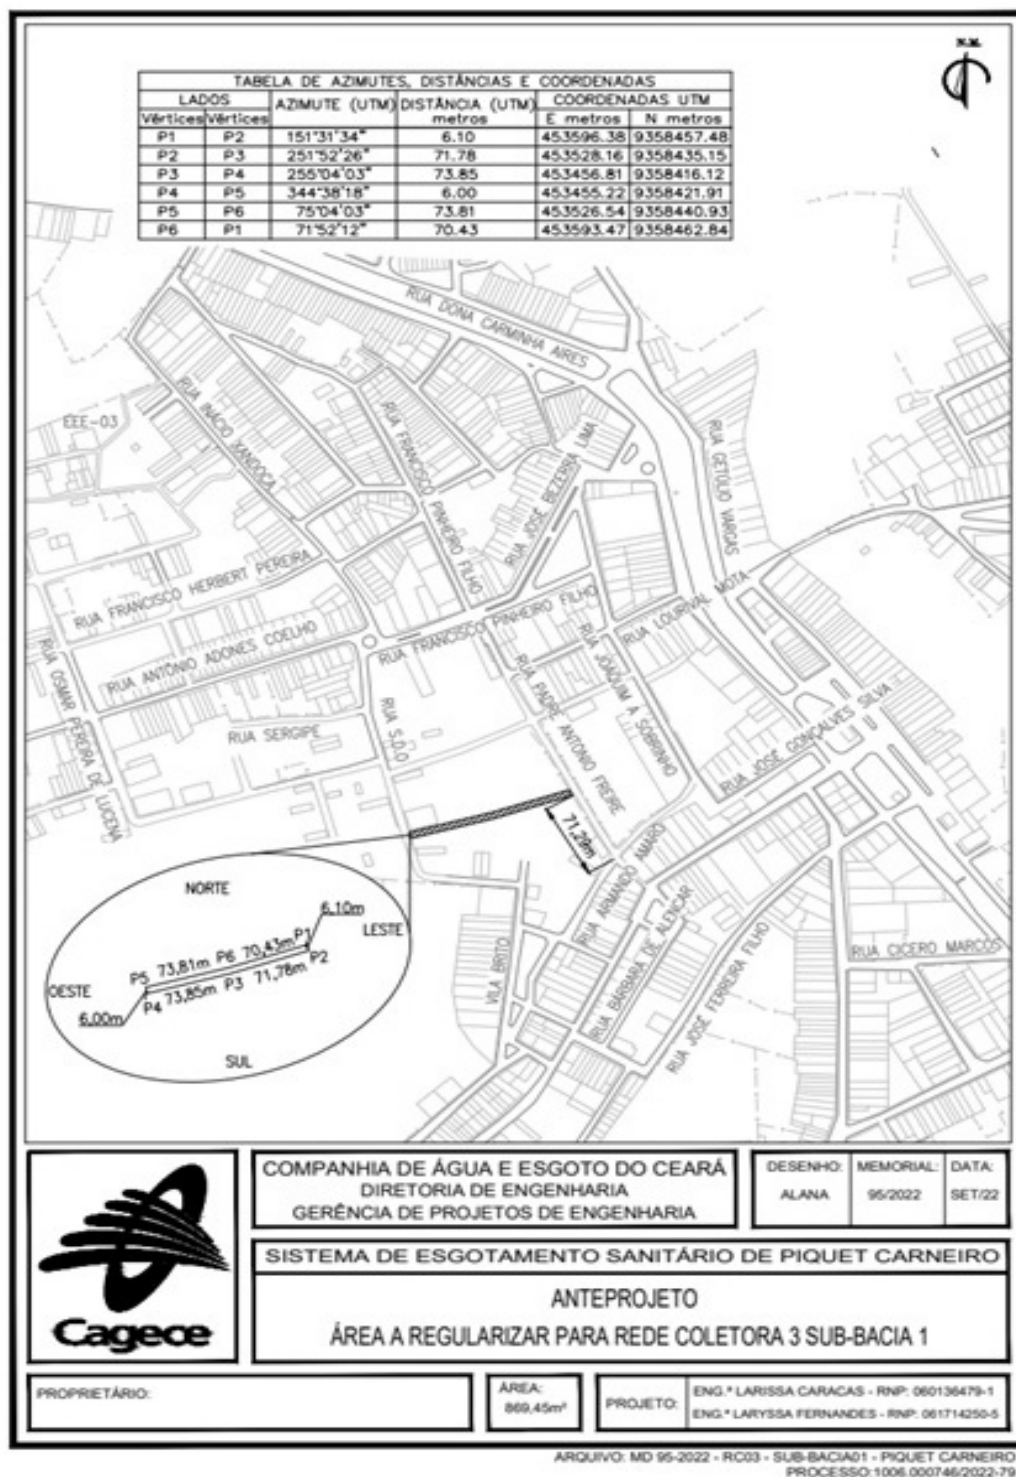 N.M.
TABELA DE AZIMUTES, DISTÂNCIAS E COORDENADAS
LADOS AZIMUTE (UTM) DISTÂNCIA (UTM) metros COORDENADAS UTM
Vértices Vértices E metros N metros
P1 P2 151°31'34" 6.10 453596.38 9358457.48
P2 P3 251°52'26" 71.78 453528.16 9358435.15
P3 P4 255°04'03" 73.85 453456.81 9358416.12
P4 P5 344°38'18" 6.00 453455.22 9358421.91
P5 P6 75°04'03" 73.81 453526.54 9358440.93
P6 P1 71°52'12" 70.43 453593.47 9358462.84
RUA DONA CARMINHA AIRES
RUA INÁCIO XANDOCA
RUA FRANCISCO PINHEIRO FILHO
EEE-03
RUA JOSÉ BEZERRA LIMA
RUA GETÚLIO VARGAS
RUA FRANCISCO HERBERT PEREIRA
RUA FRANCISCO PINHEIRO FILHO
RUA LOURIVAL MOTA
RUA ANTÔNIO ADONES COELHO
RUA OSMAR PEREIRA DE LUCENA
RUA JOAQUIM A SOBRINHO
RUA PADRE ANTONIO FREIRE
RUA S.D.O
RUA SERGIPE
RUA JOSÉ GONÇALVES SILVA
71,29m
RUA ARMANDO AMARO
NORTE
6,10m
LESTE
P5 73,81m P6 70,43m P1
P4 73,85m P3 71,78m P2
OESTE
6,00m
SUL
VILA BRITO
RUA BÁRBARA DE ALENCAR
RUA JOSÉ FERREIRA FILHO
RUA CICERO MARCOS
Cagece
COMPANHIA DE ÁGUA E ESGOTO DO CEARÁ
DIRETORIA DE ENGENHARIA
GERÊNCIA DE PROJETOS DE ENGENHARIA
DESENHO: MEMORIAL: DATA:
ALANA 95/2022 SET/22
SISTEMA DE ESGOTAMENTO SANITÁRIO DE PIQUET CARNEIRO
ANTEPROJETO
ÁREA A REGULARIZAR PARA REDE COLETORA 3 SUB-BACIA 1
PROPRIETÁRIO:
ÁREA:
869,45m²
PROJETO:
ENG.ª LARISSA CARACAS - RNP: 060136479-1
ENG.ª LARYSSA FERNANDES - RNP: 061714250-5
ARQUIVO: MD 95-2022 - RC03 - SUB-BACIA01 - PIQUET CARNEIRO
PROCESSO:1006.000746/2022-79